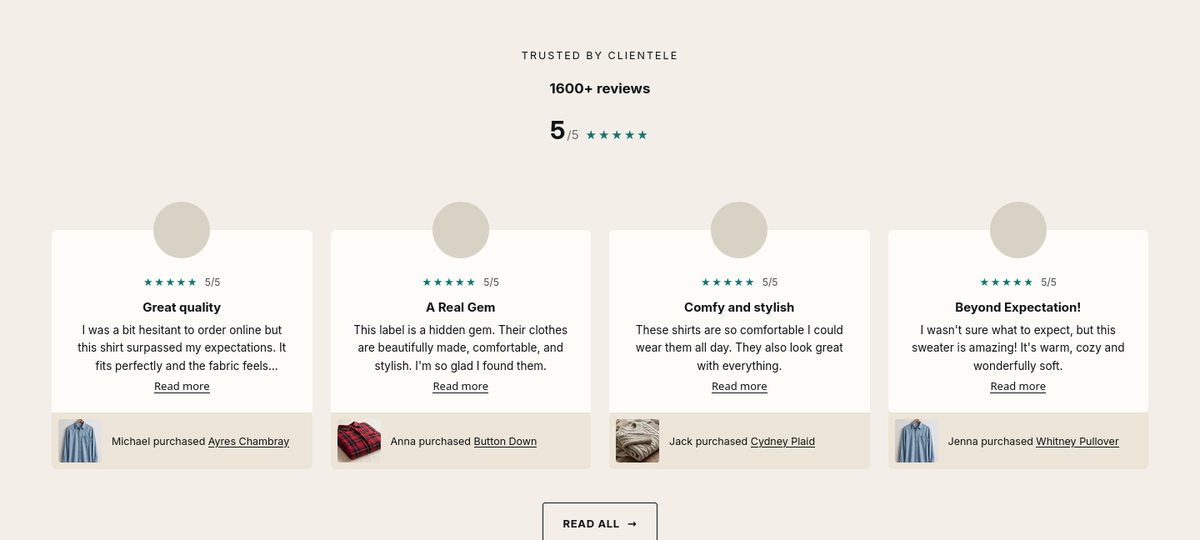 TRUSTED BY CLIENTELE
1600+ reviews
5/5 ★★★★★
★★★★★ 5/5
Great quality
I was a bit hesitant to order online but
this shirt surpassed my expectations. It
fits perfectly and the fabric feels...
Read more
Michael purchased Ayres Chambray
★★★★★ 5/5
A Real Gem
This label is a hidden gem. Their clothes
are beautifully made, comfortable, and
stylish. I'm so glad I found them.
Read more
Anna purchased Button Down
★★★★★ 5/5
Comfy and stylish
These shirts are so comfortable I could
wear them all day. They also look great
with everything.
Read more
Jack purchased Cydney Plaid
★★★★★ 5/5
Beyond Expectation!
I wasn't sure what to expect, but this
sweater is amazing! It's warm, cozy and
wonderfully soft.
Read more
Jenna purchased Whitney Pullover
READ ALL →